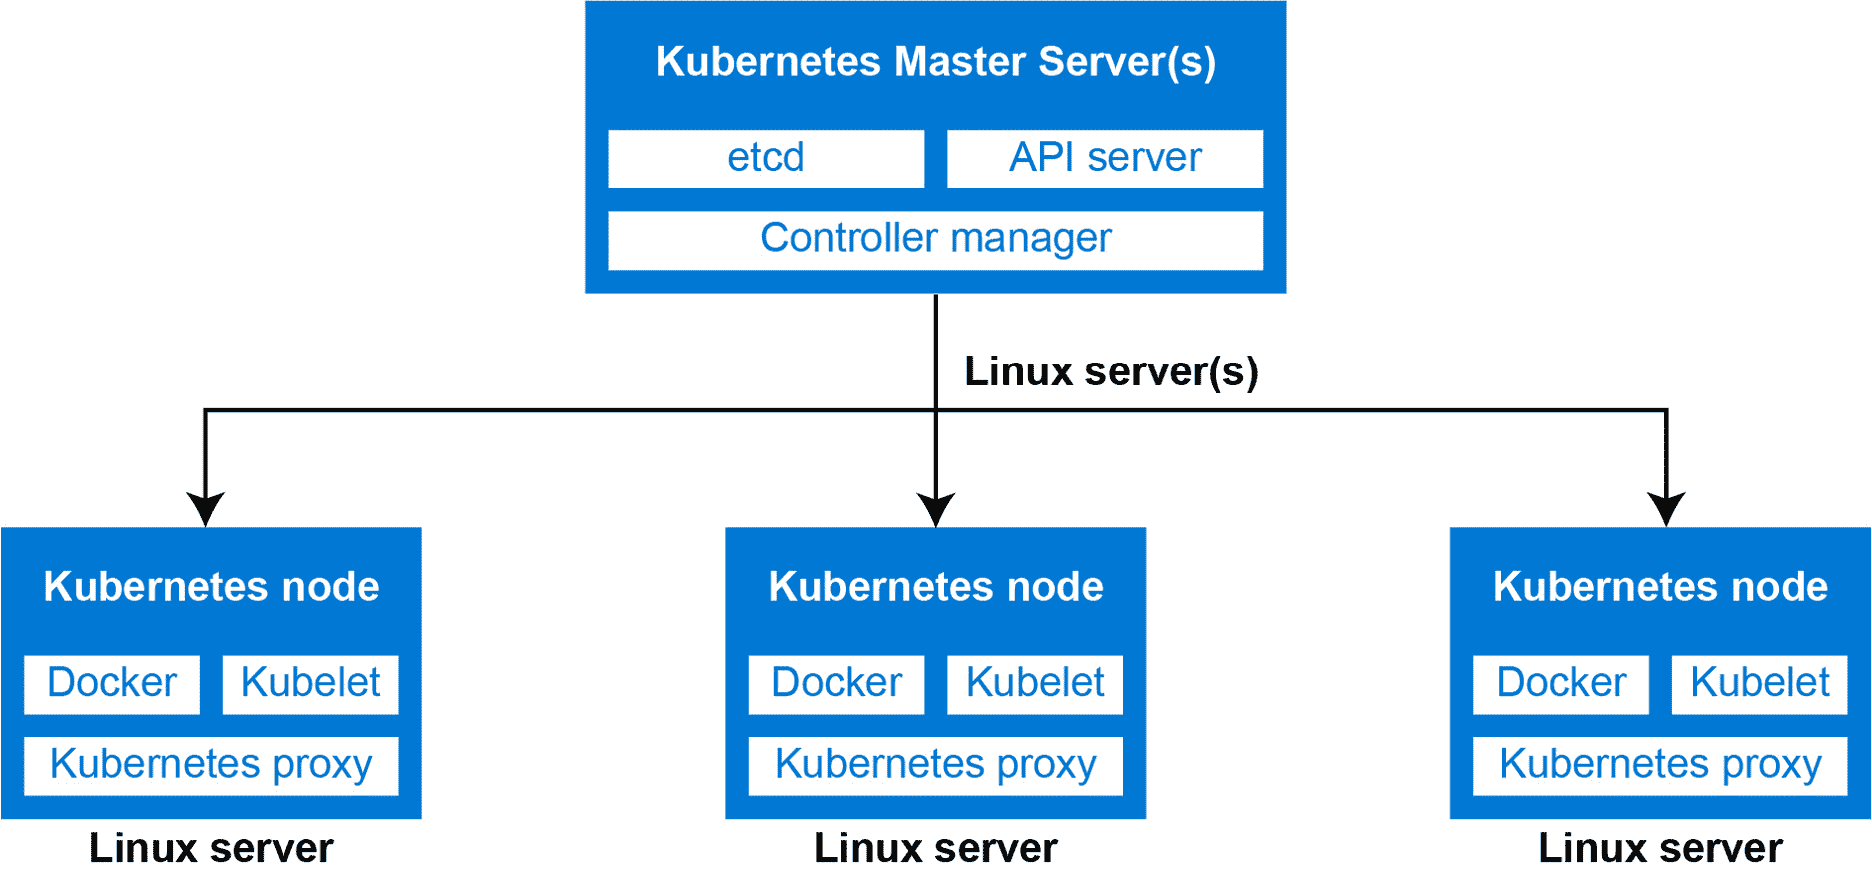 Kubernetes Master Server(s)
etcd
API server
Controller manager
Linux server(s)
Kubernetes node
Docker
Kubelet
Kubernetes proxy
Linux server
Kubernetes node
Docker
Kubelet
Kubernetes proxy
Linux server
Kubernetes node
Docker
Kubelet
Kubernetes proxy
Linux server